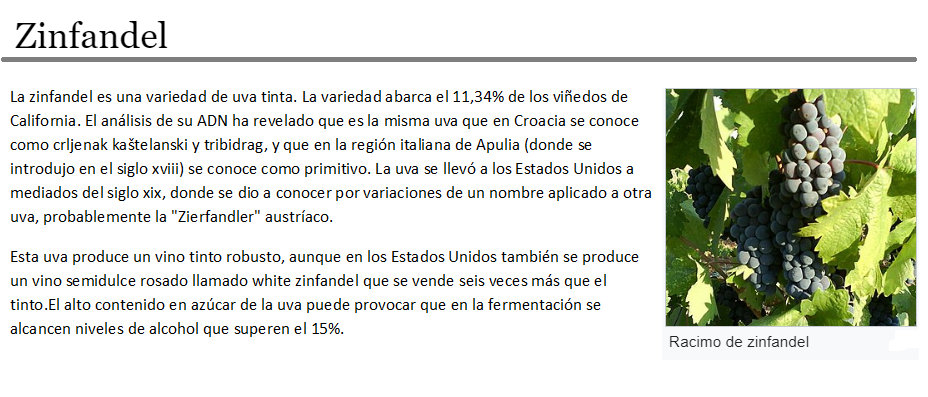 Zinfandel
La zinfandel es una variedad de uva tinta. La variedad abarca el 11,34% de los viñedos de
California. El análisis de su ADN ha revelado que es la misma uva que en Croacia se conoce
como crljenak kaštelanski y tribidrag, y que en la región italiana de Apulia (donde se
introdujo en el siglo xviii) se conoce como primitivo. La uva se llevó a los Estados Unidos a
mediados del siglo xix, donde se dio a conocer por variaciones de un nombre aplicado a otra
uva, probablemente la "Zierfandler" austríaco.
Esta uva produce un vino tinto robusto, aunque en los Estados Unidos también se produce
un vino semidulce rosado llamado white zinfandel que se vende seis veces más que el
tinto.El alto contenido en azúcar de la uva puede provocar que en la fermentación se
alcancen niveles de alcohol que superen el 15%.
Racimo de zinfandel